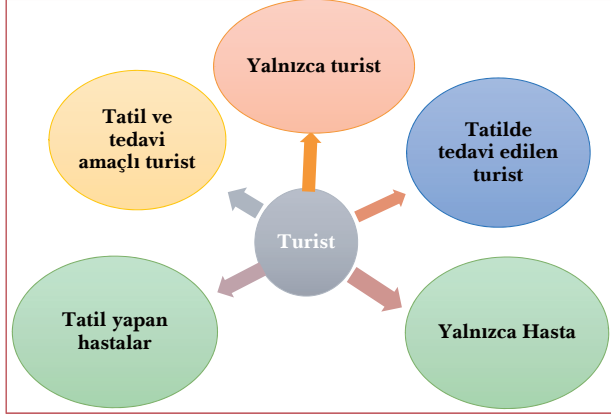 Yalnızca turist
Tatil ve
tedavi
amaçlı turist
Tatilde
tedavi edilen
turist
Turist
Tatil yapan
hastalar
Yalnızca Hasta